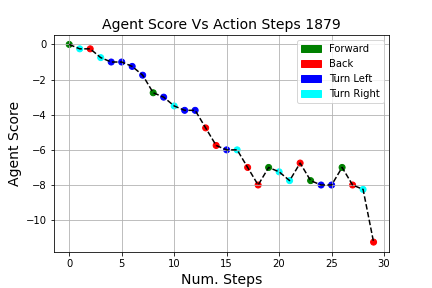 Agent Score Vs Action Steps 1879
Agent Score
0
−2
−4
−6
−8
−10
Forward
Back
Turn Left
Turn Right
0 5 10 15 20 25 30
Num. Steps